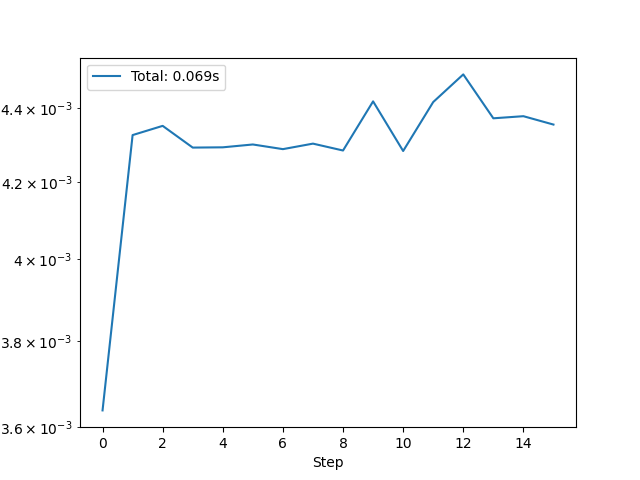 Total: 0.069s
4.4 × 10⁻³
4.2 × 10⁻³
4 × 10⁻³
3.8 × 10⁻³
3.6 × 10⁻³
0 2 4 6 8 10 12 14
Step